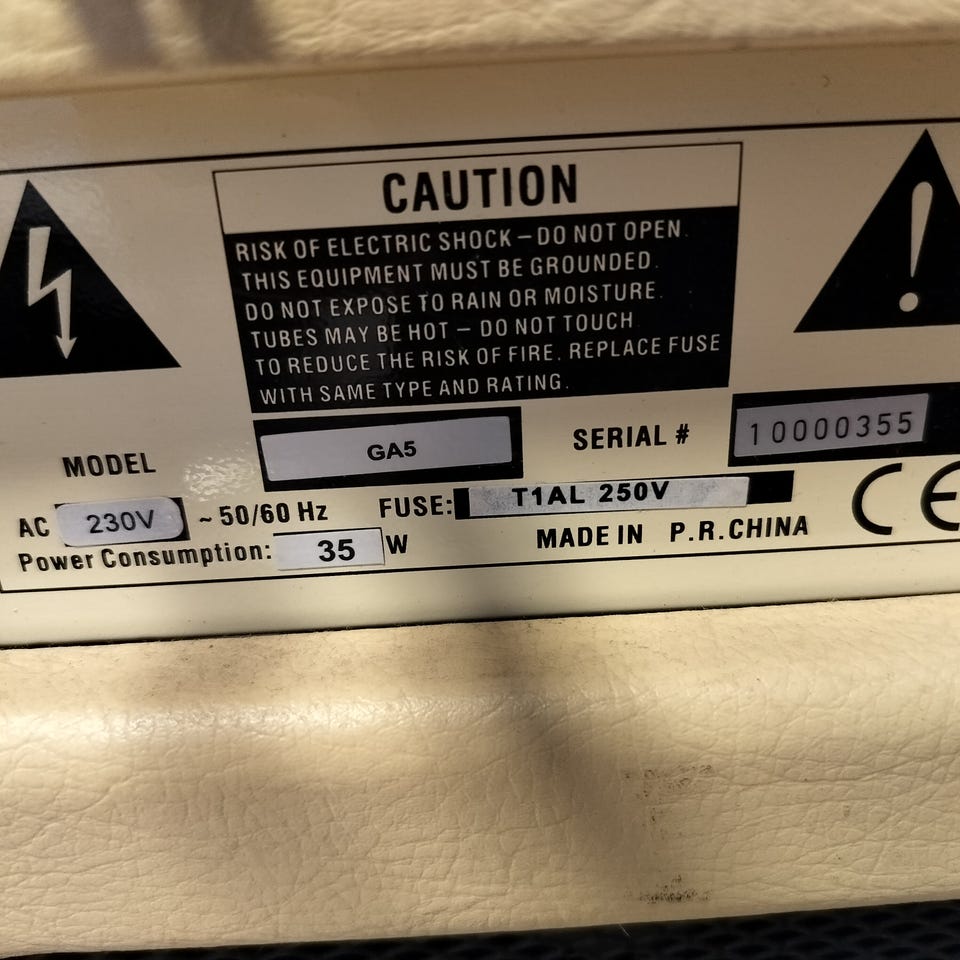 CAUTION
RISK OF ELECTRIC SHOCK – DO NOT OPEN.
THIS EQUIPMENT MUST BE GROUNDED.
DO NOT EXPOSE TO RAIN OR MOISTURE.
TUBES MAY BE HOT – DO NOT TOUCH
TO REDUCE THE RISK OF FIRE. REPLACE FUSE
WITH SAME TYPE AND RATING.
MODEL GA5 SERIAL # 10000355
AC 230V ~ 50/60 Hz FUSE: T1AL 250V
Power Consumption: 35 W MADE IN P.R.CHINA CE